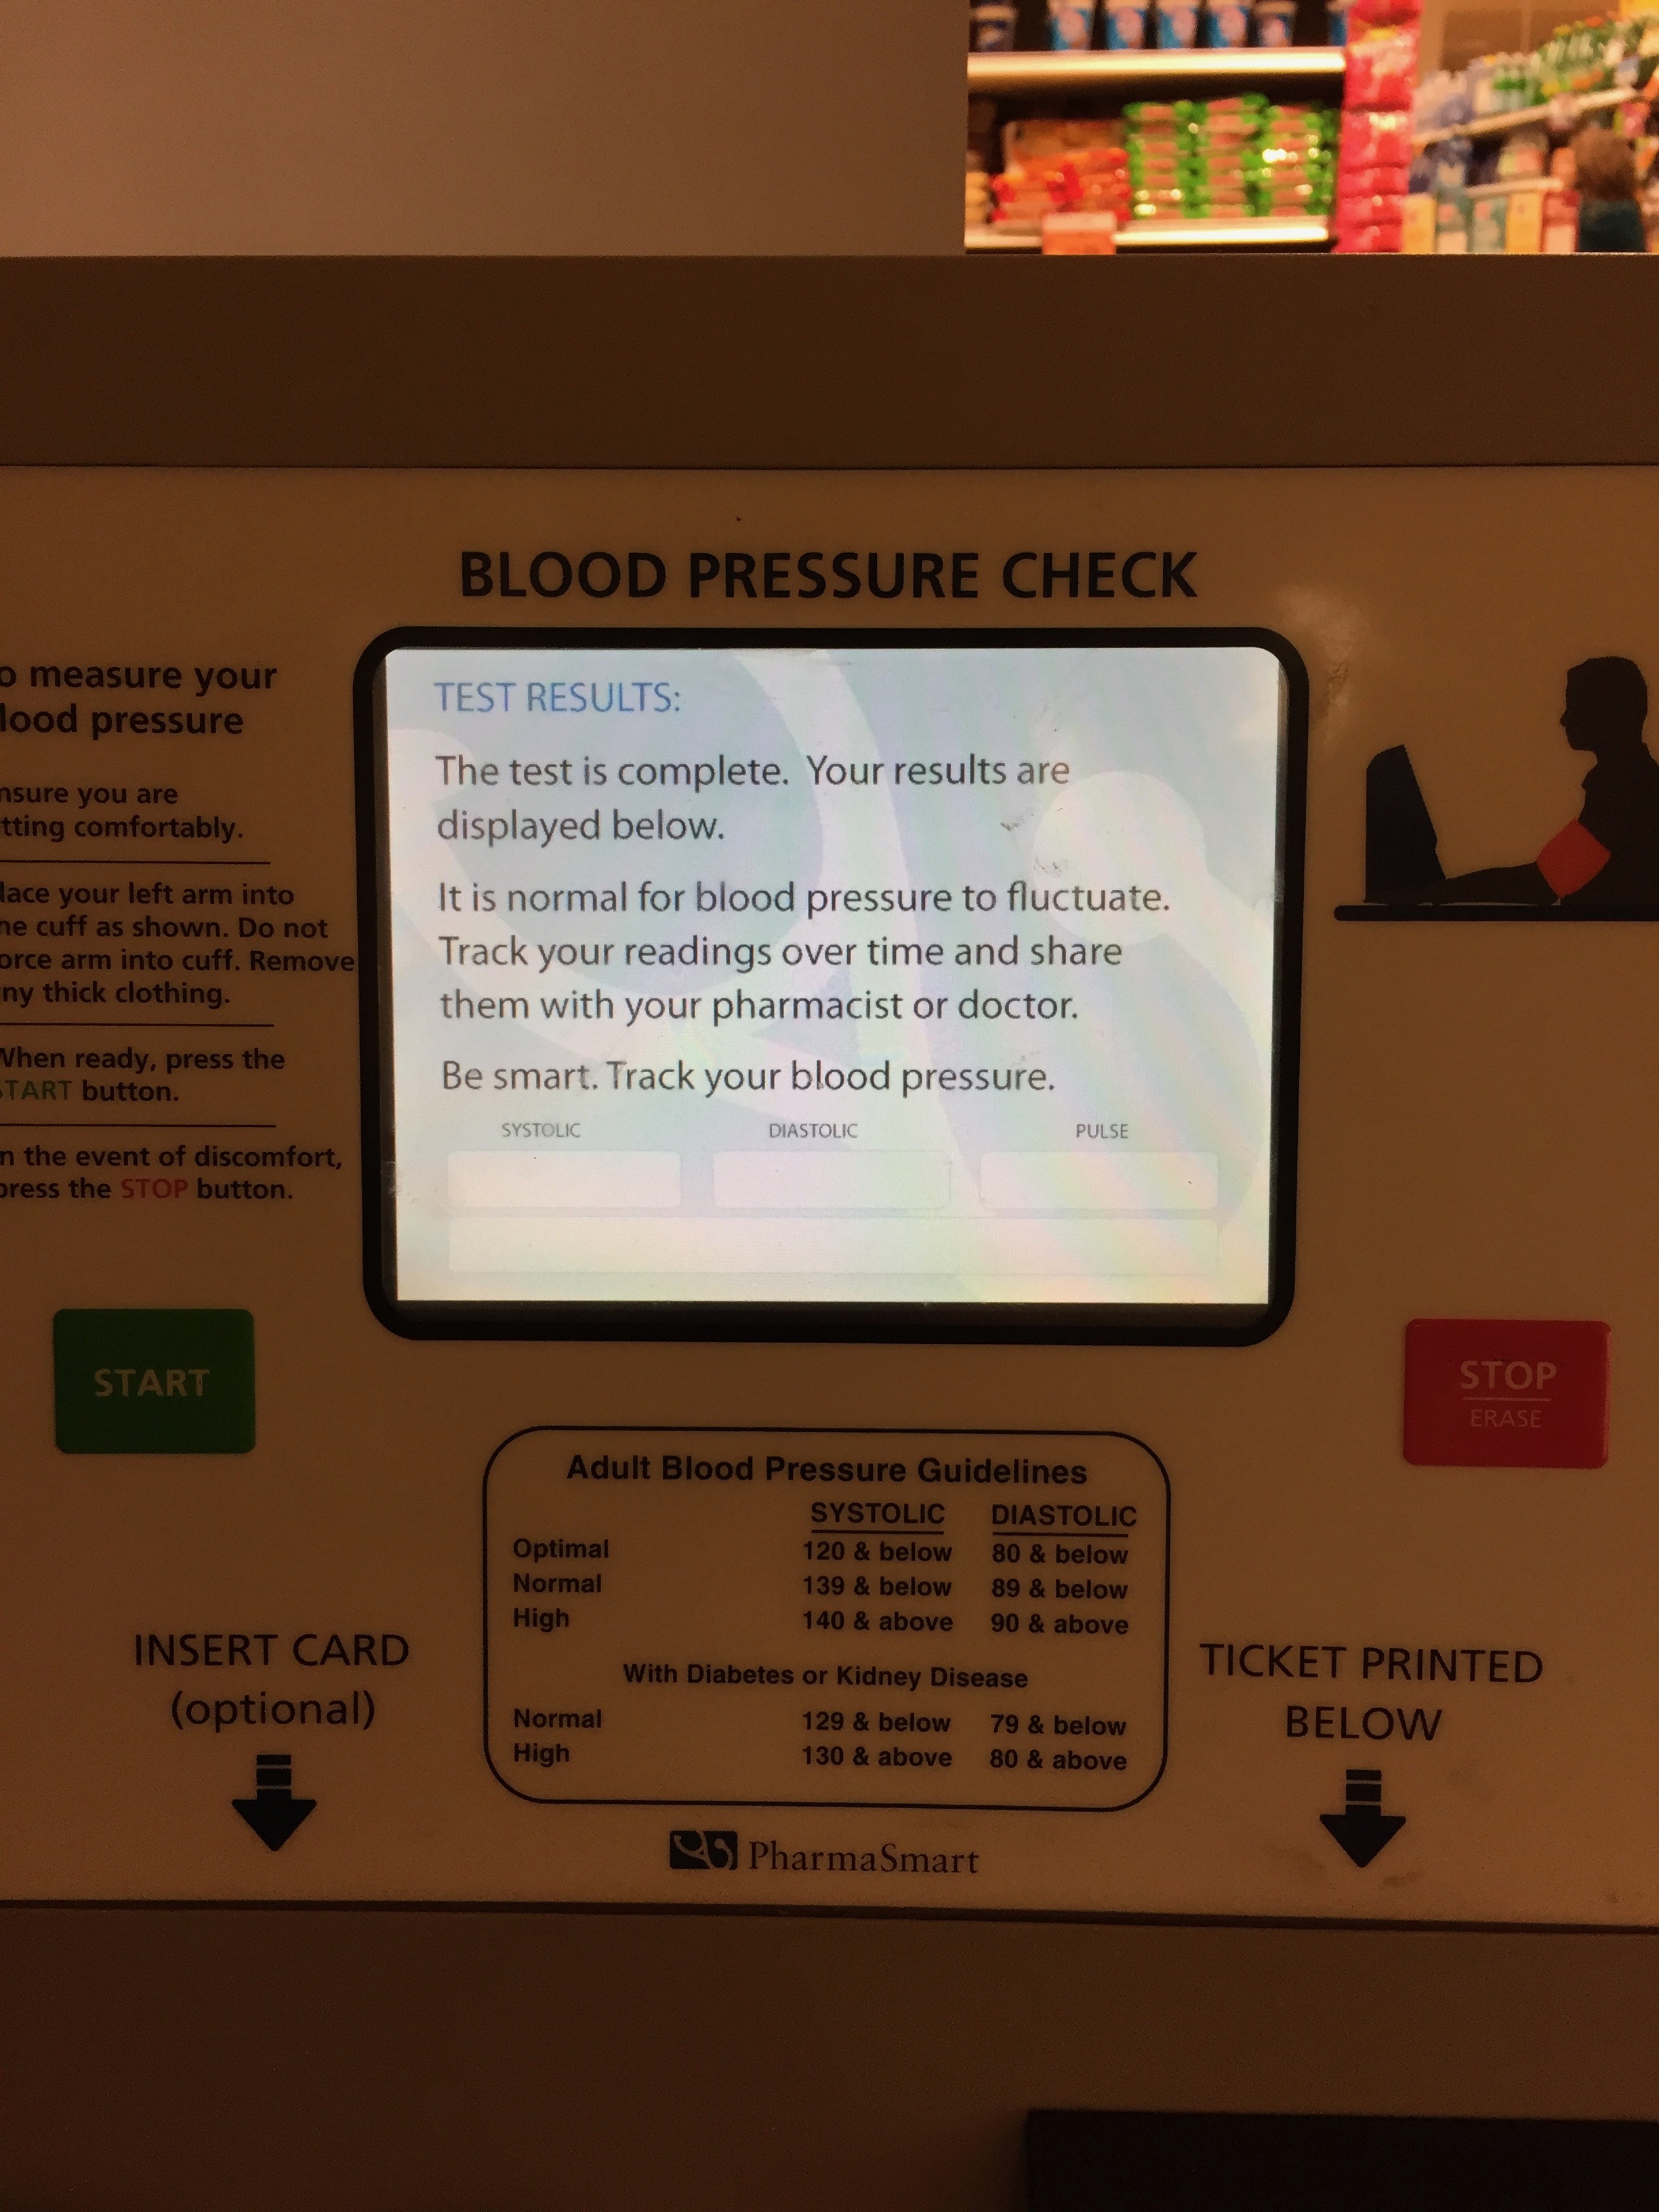 BLOOD PRESSURE CHECK
o measure your
lood pressure
nsure you are
tting comfortably.
lace your left arm into
he cuff as shown. Do not
orce arm into cuff. Remove
ny thick clothing.
When ready, press the
START button.
n the event of discomfort,
press the STOP button.
TEST RESULTS:
The test is complete. Your results are
displayed below.
It is normal for blood pressure to fluctuate.
Track your readings over time and share
them with your pharmacist or doctor.
Be smart. Track your blood pressure.
SYSTOLIC DIASTOLIC PULSE
START
STOP
ERASE
Adult Blood Pressure Guidelines
SYSTOLIC DIASTOLIC
Optimal 120 & below 80 & below
Normal 139 & below 89 & below
High 140 & above 90 & above
With Diabetes or Kidney Disease
Normal 129 & below 79 & below
High 130 & above 80 & above
INSERT CARD
(optional)
TICKET PRINTED
BELOW
PharmaSmart